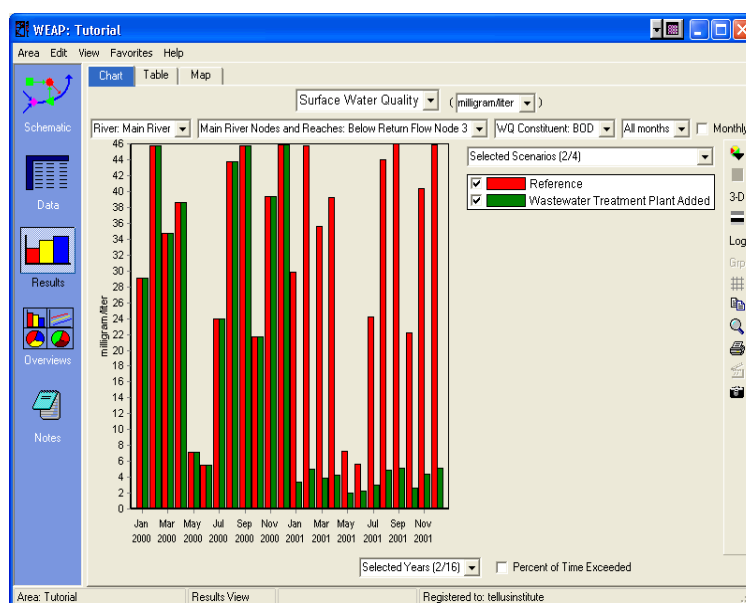 WEAP: Tutorial
Area Edit View Favorites Help
Chart Table Map
Surface Water Quality ( milligram/liter )
River: Main River Main River Nodes and Reaches: Below Return Flow Node 3 WQ Constituent: BOD All months Monthly
Schematic
Data
Results
Overviews
Notes
Selected Scenarios (2/4)
Reference
Wastewater Treatment Plant Added
3-D
Log
Grp
milligram/liter
46
44
42
40
38
36
34
32
30
28
26
24
22
20
18
16
14
12
10
8
6
4
2
0
Jan Mar May Jul Sep Nov Jan Mar May Jul Sep Nov
2000 2000 2000 2000 2000 2000 2001 2001 2001 2001 2001 2001
Selected Years (2/16) Percent of Time Exceeded
Area: Tutorial Results View Registered to: tellusinstitute